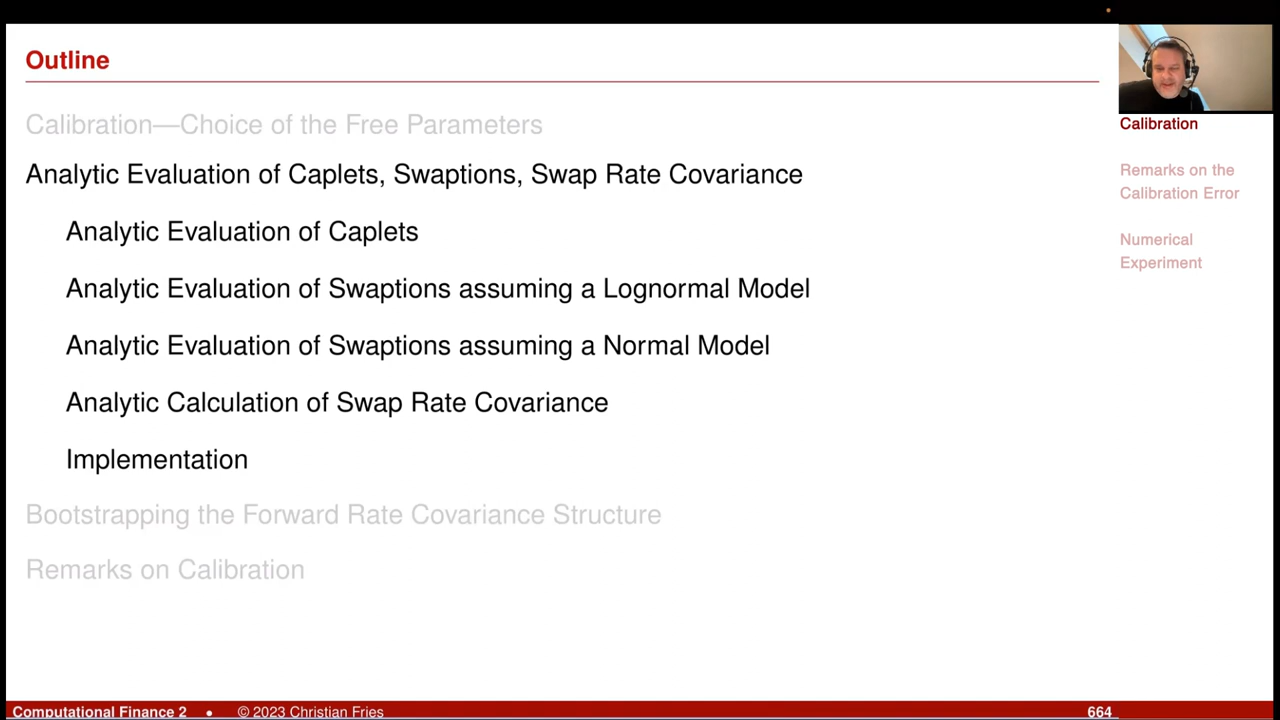 Outline
Calibration—Choice of the Free Parameters
Analytic Evaluation of Caplets, Swaptions, Swap Rate Covariance
Analytic Evaluation of Caplets
Analytic Evaluation of Swaptions assuming a Lognormal Model
Analytic Evaluation of Swaptions assuming a Normal Model
Analytic Calculation of Swap Rate Covariance
Implementation
Bootstrapping the Forward Rate Covariance Structure
Remarks on Calibration
Calibration
Remarks on the
Calibration Error
Numerical
Experiment
Computational Finance 2 • © 2023 Christian Fries 664